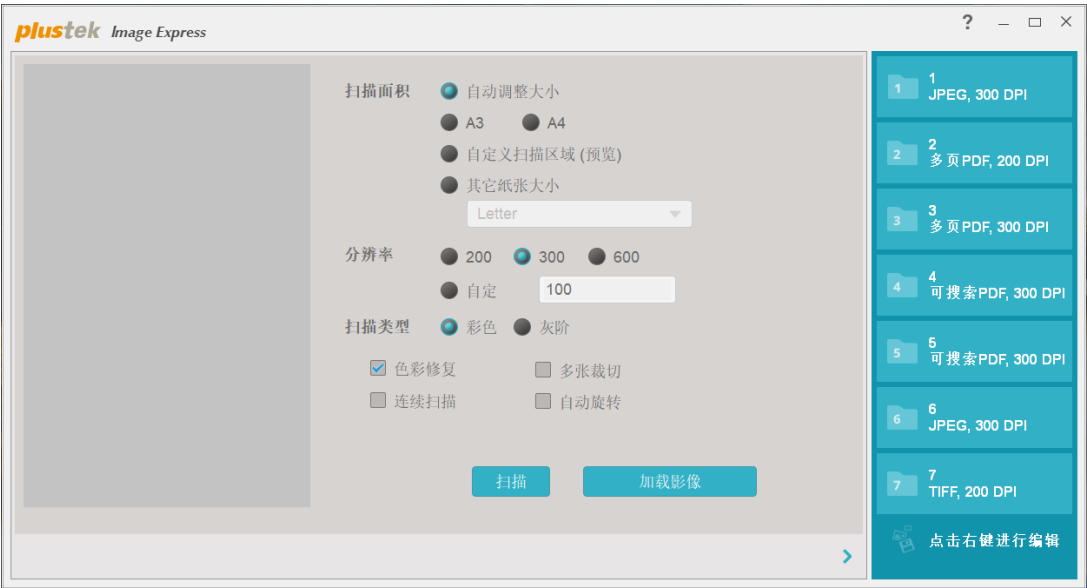 plustek Image Express
?
扫描面积 自动调整大小
A3 A4
自定义扫描区域 (预览)
其它纸张大小
Letter
分辨率 200 300 600
自定 100
扫描类型 彩色 灰阶
色彩修复 多张裁切
连续扫描 自动旋转
扫描 加载影像
1
1
JPEG, 300 DPI
2
2
多页PDF, 200 DPI
3
3
多页PDF, 300 DPI
4
4
可搜索PDF, 300 DPI
5
5
可搜索PDF, 300 DPI
6
6
JPEG, 300 DPI
7
7
TIFF, 200 DPI
点击右键进行编辑